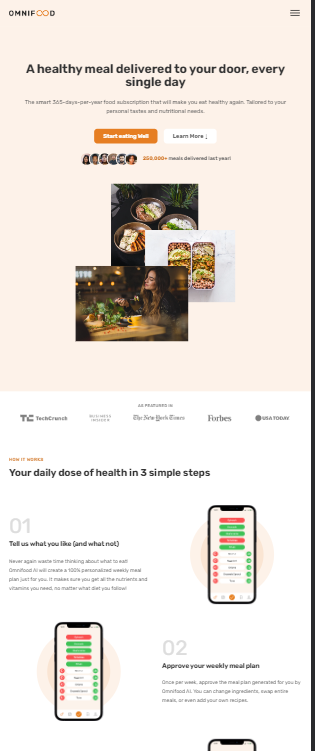 OMNIFOOD
A healthy meal delivered to your door, every
single day
The smart 365-days-per-year food subscription that will make you eat healthy again. Tailored to your
personal tastes and nutritional needs.
Start eating Well
Learn More ↓
250,000+ meals delivered last year!
AS FEATURED IN
TechCrunch
BUSINESS
INSIDER
The New York Times
Forbes
USA TODAY
HOW IT WORKS
Your daily dose of health in 3 simple steps
01
Tell us what you like (and what not)
Never again waste time thinking about what to eat!
Omnifood AI will create a 100% personalized weekly meal
plan just for you. It makes sure you get all the nutrients and
vitamins you need, no matter what diet you follow!
02
Approve your weekly meal plan
Once per week, approve the meal plan generated for you by
Omnifood AI. You can change ingredients, swap entire
meals, or even add your own recipes.